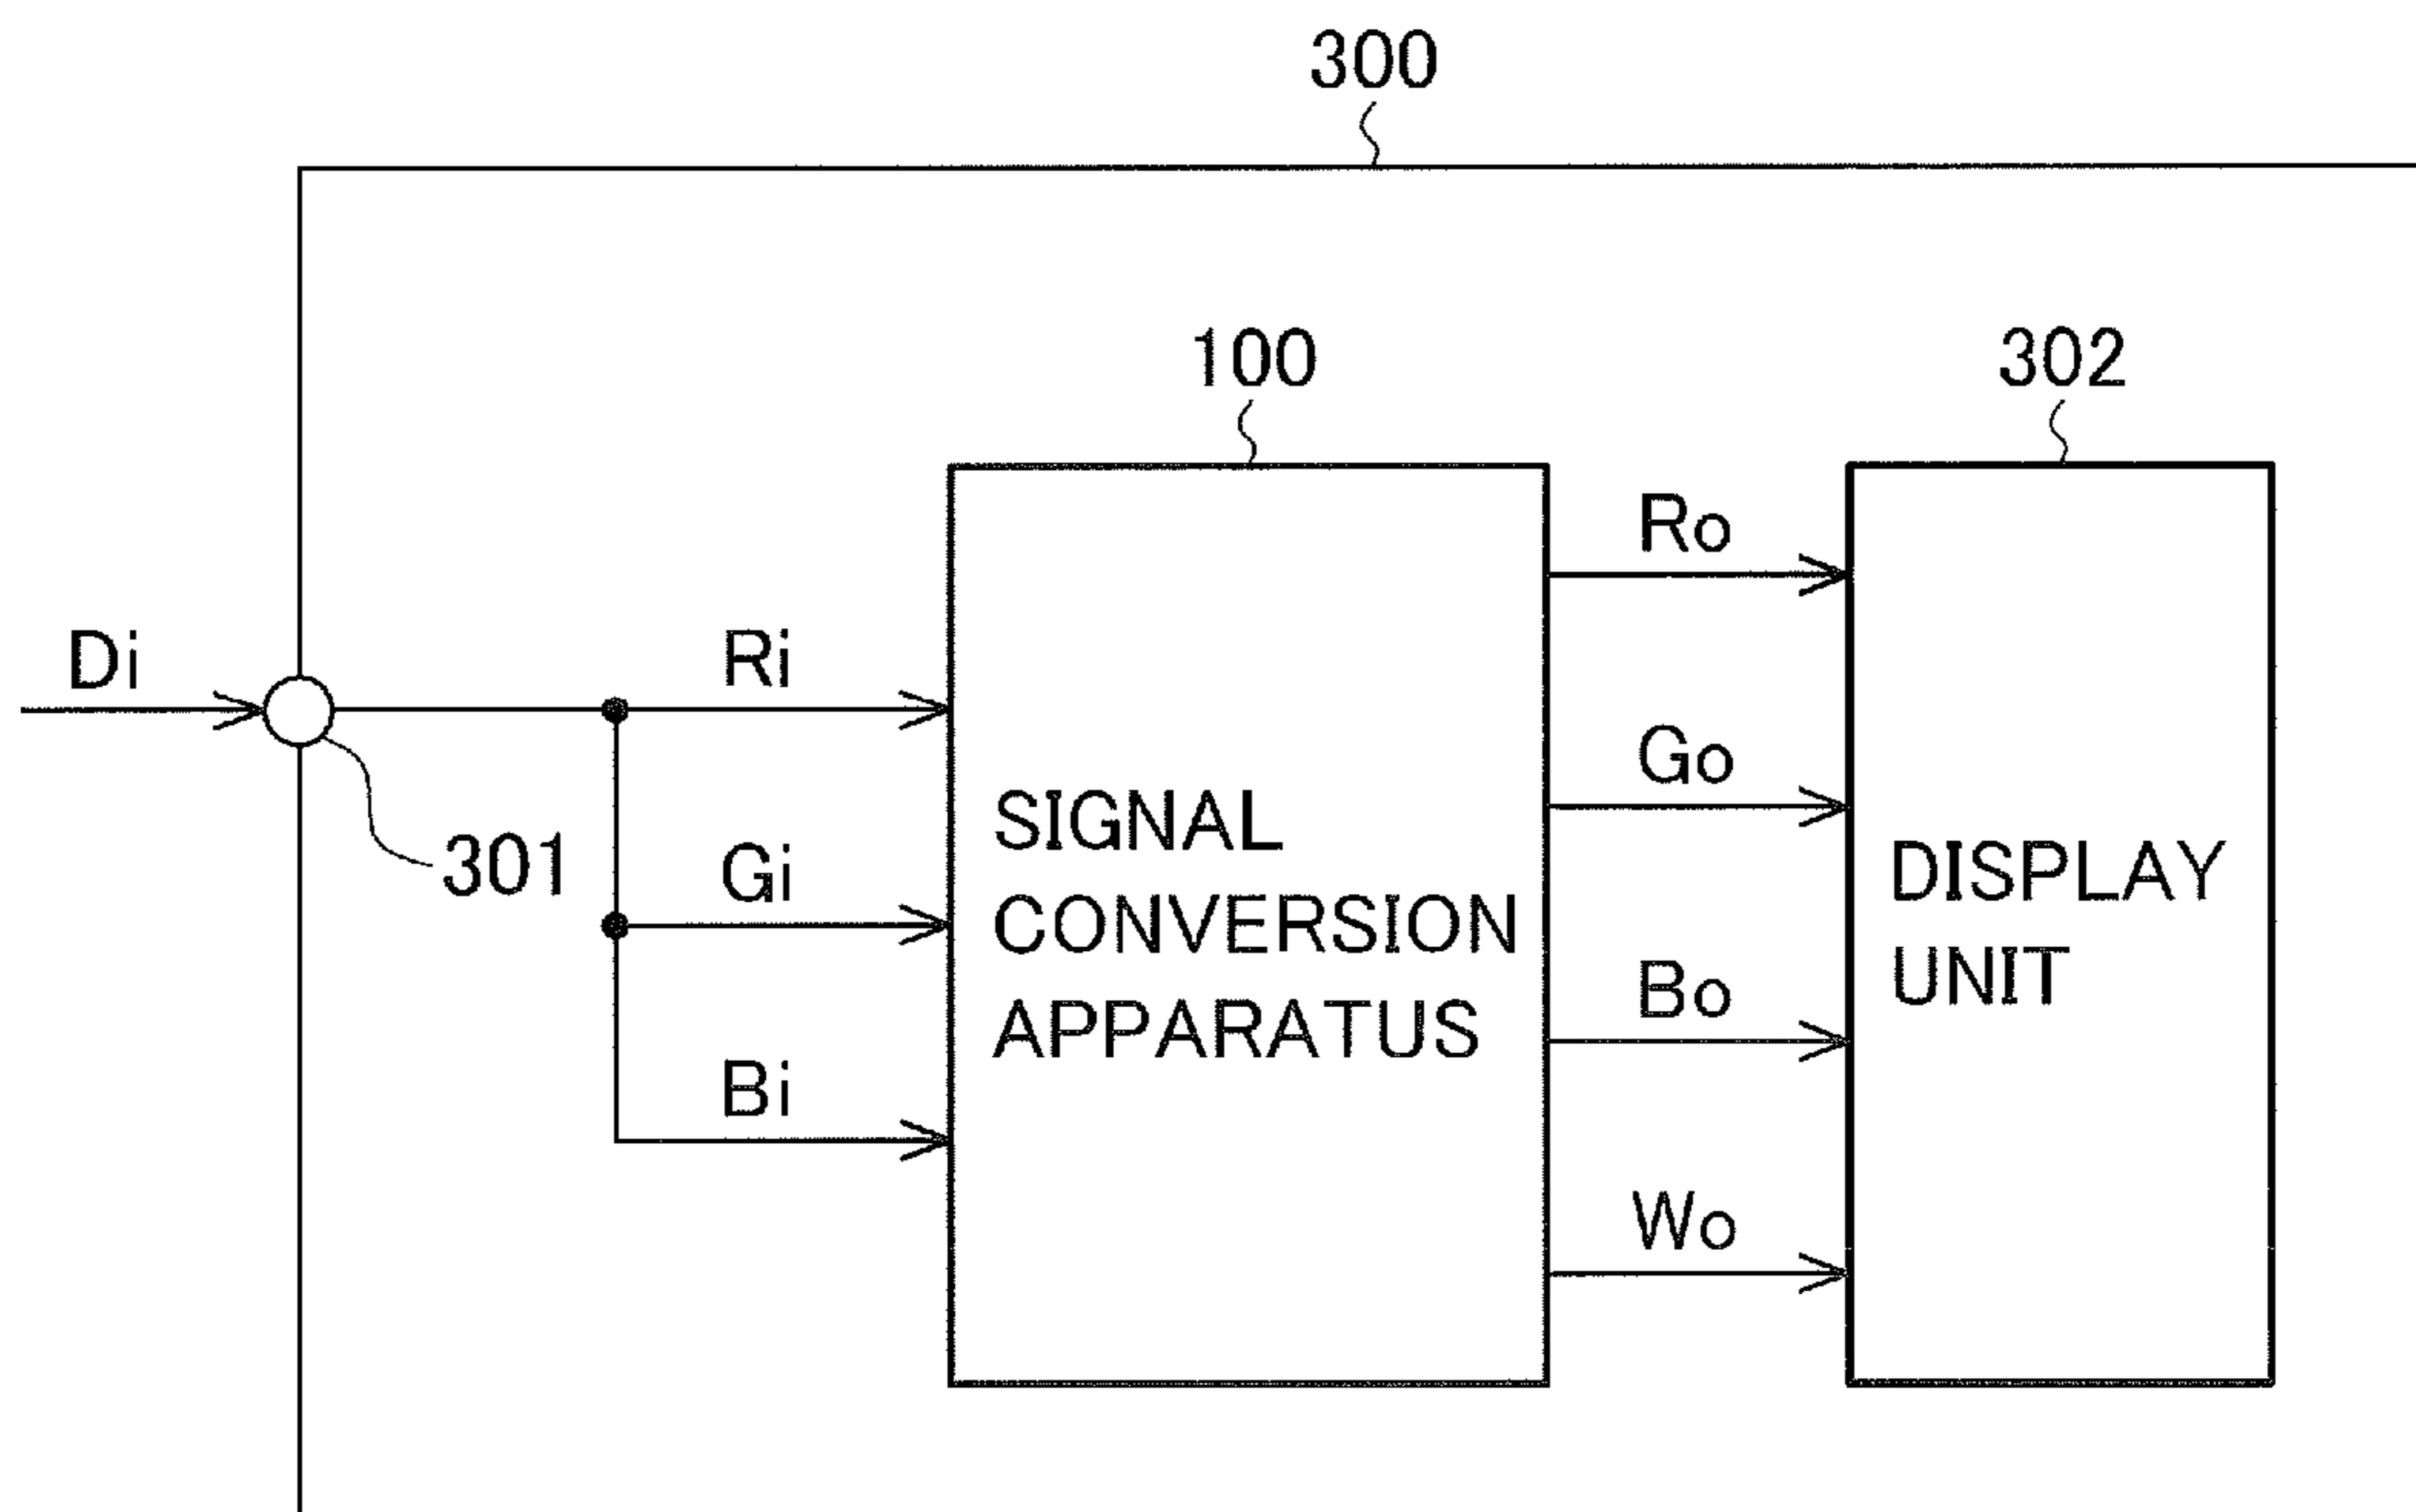 300
100
302
Ro
Di
Ri
Go
301
Gi
SIGNAL
CONVERSION
APPARATUS
DISPLAY
UNIT
Bo
Bi
Wo